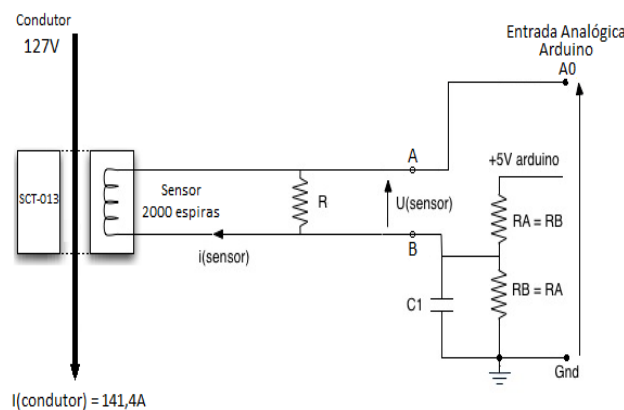 Condutor
127V
Entrada Analógica
Arduino
A0
A
+5V arduino
SCT-013
Sensor
2000 espiras
R
U(sensor)
RA = RB
B
i(sensor)
C1
RB = RA
Gnd
I(condutor) = 141,4A